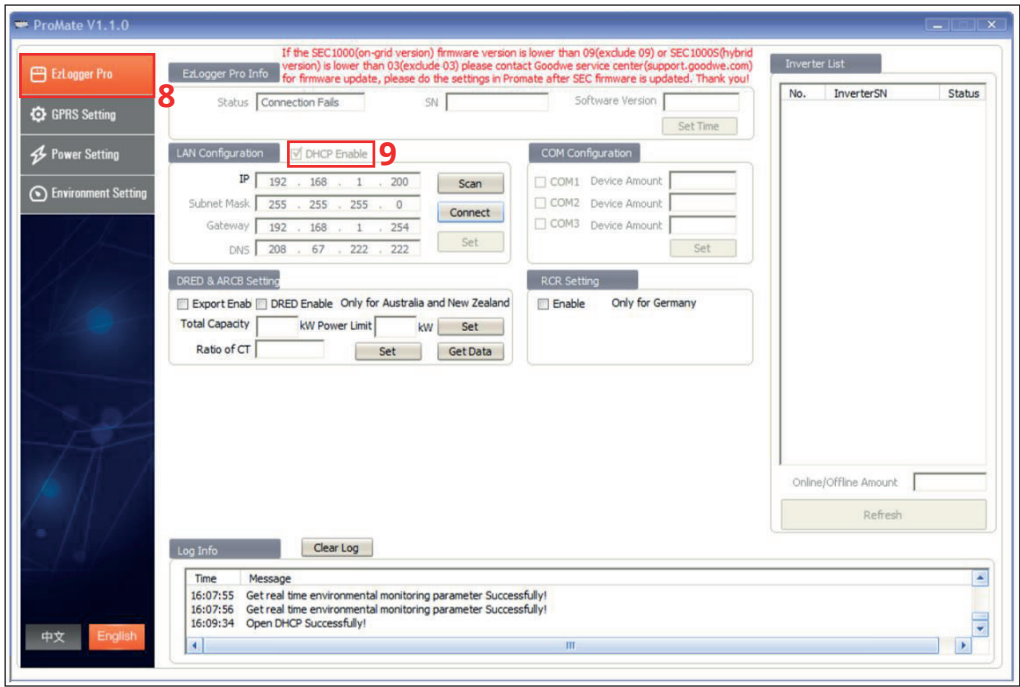 ProMate V1.1.0
If the SEC1000(on-grid version) firmware version is lower than 09(exclude 09) or SEC1000S(hybrid
version) is lower than 03(exclude 03) please contact Goodwe service center(support.goodwe.com)
for firmware update, please do the settings in Promate after SEC firmware is updated. Thank you!
EzLogger Pro
8
GPRS Setting
Power Setting
Environment Setting
EzLogger Pro Info
Status Connection Fails SN Software Version
Set Time
LAN Configuration DHCP Enable 9
IP 192 . 168 . 1 . 200 Scan
Subnet Mask 255 . 255 . 255 . 0 Connect
Gateway 192 . 168 . 1 . 254
DNS 208 . 67 . 222 . 222 Set
COM Configuration
COM1 Device Amount
COM2 Device Amount
COM3 Device Amount
Set
DRED & ARCB Setting
Export Enab DRED Enable Only for Australia and New Zealand
Total Capacity kW Power Limit kW Set
Ratio of CT Set Get Data
RCR Setting
Enable Only for Germany
Inverter List
No. InverterSN Status
Online/Offline Amount
Refresh
Log Info Clear Log
Time Message
16:07:55 Get real time environmental monitoring parameter Successfully!
16:07:56 Get real time environmental monitoring parameter Successfully!
16:09:34 Open DHCP Successfully!
中文 English